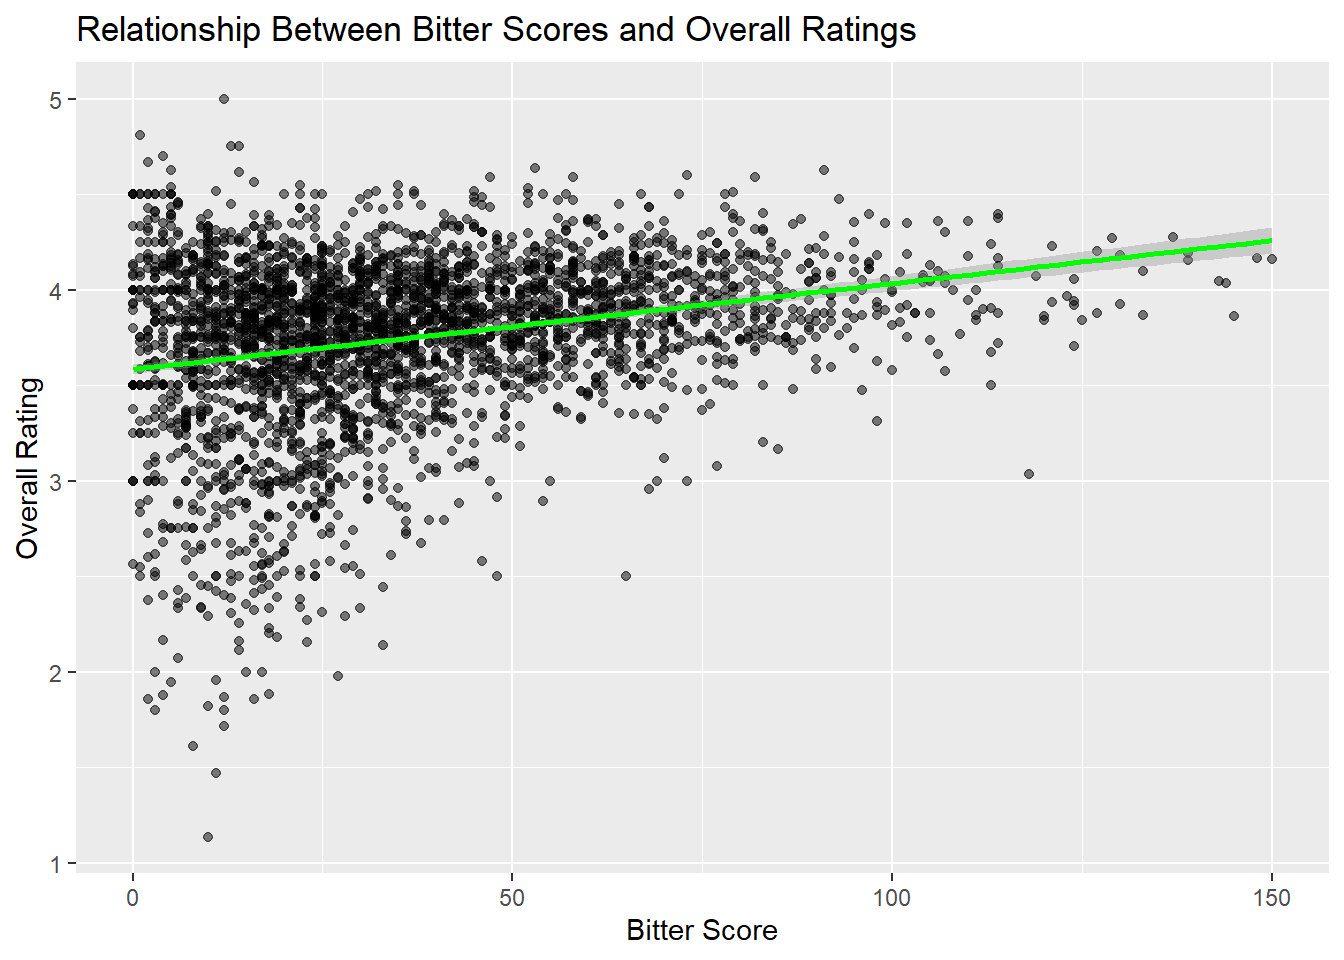 Relationship Between Bitter Scores and Overall Ratings
5
4
3
2
1
Overall Rating
0 50 100 150
Bitter Score